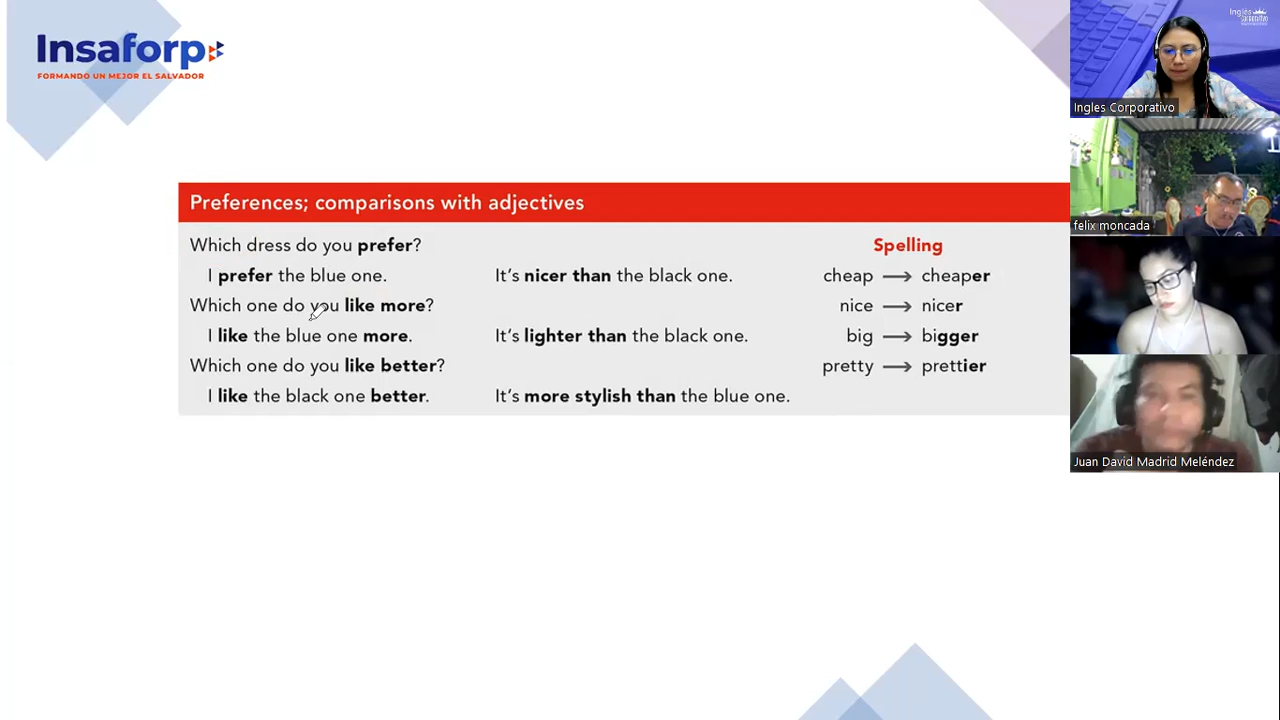 Insaforp
FORMANDO UN MEJOR EL SALVADOR
Preferences; comparisons with adjectives
Which dress do you prefer?
I prefer the blue one. It's nicer than the black one.
Which one do you like more?
I like the blue one more. It's lighter than the black one.
Which one do you like better?
I like the black one better. It's more stylish than the blue one.
Spelling
cheap → cheaper
nice → nicer
big → bigger
pretty → prettier
Inglés
Ingles Corporativo
felix moncada
Juan David Madrid Meléndez